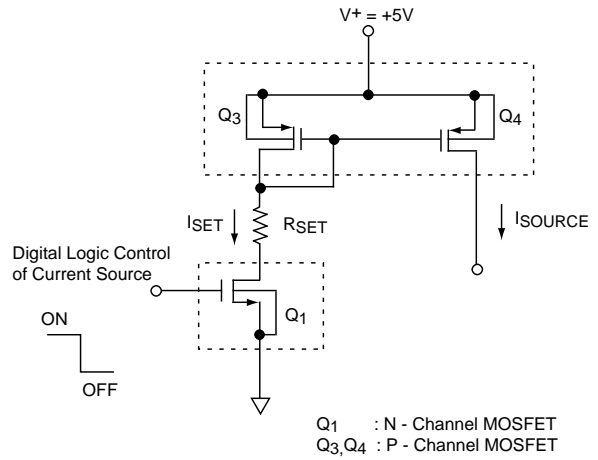 V+ = +5V
Q3
Q4
ISET
RSET
ISOURCE
Digital Logic Control
of Current Source
Q1
ON
OFF
Q1 : N - Channel MOSFET
Q3,Q4 : P - Channel MOSFET